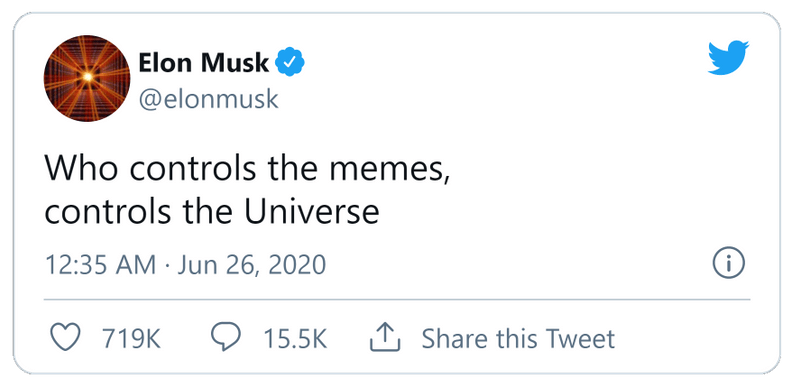 Elon Musk
@elonmusk
Who controls the memes,
controls the Universe
12:35 AM · Jun 26, 2020
719K 15.5K Share this Tweet